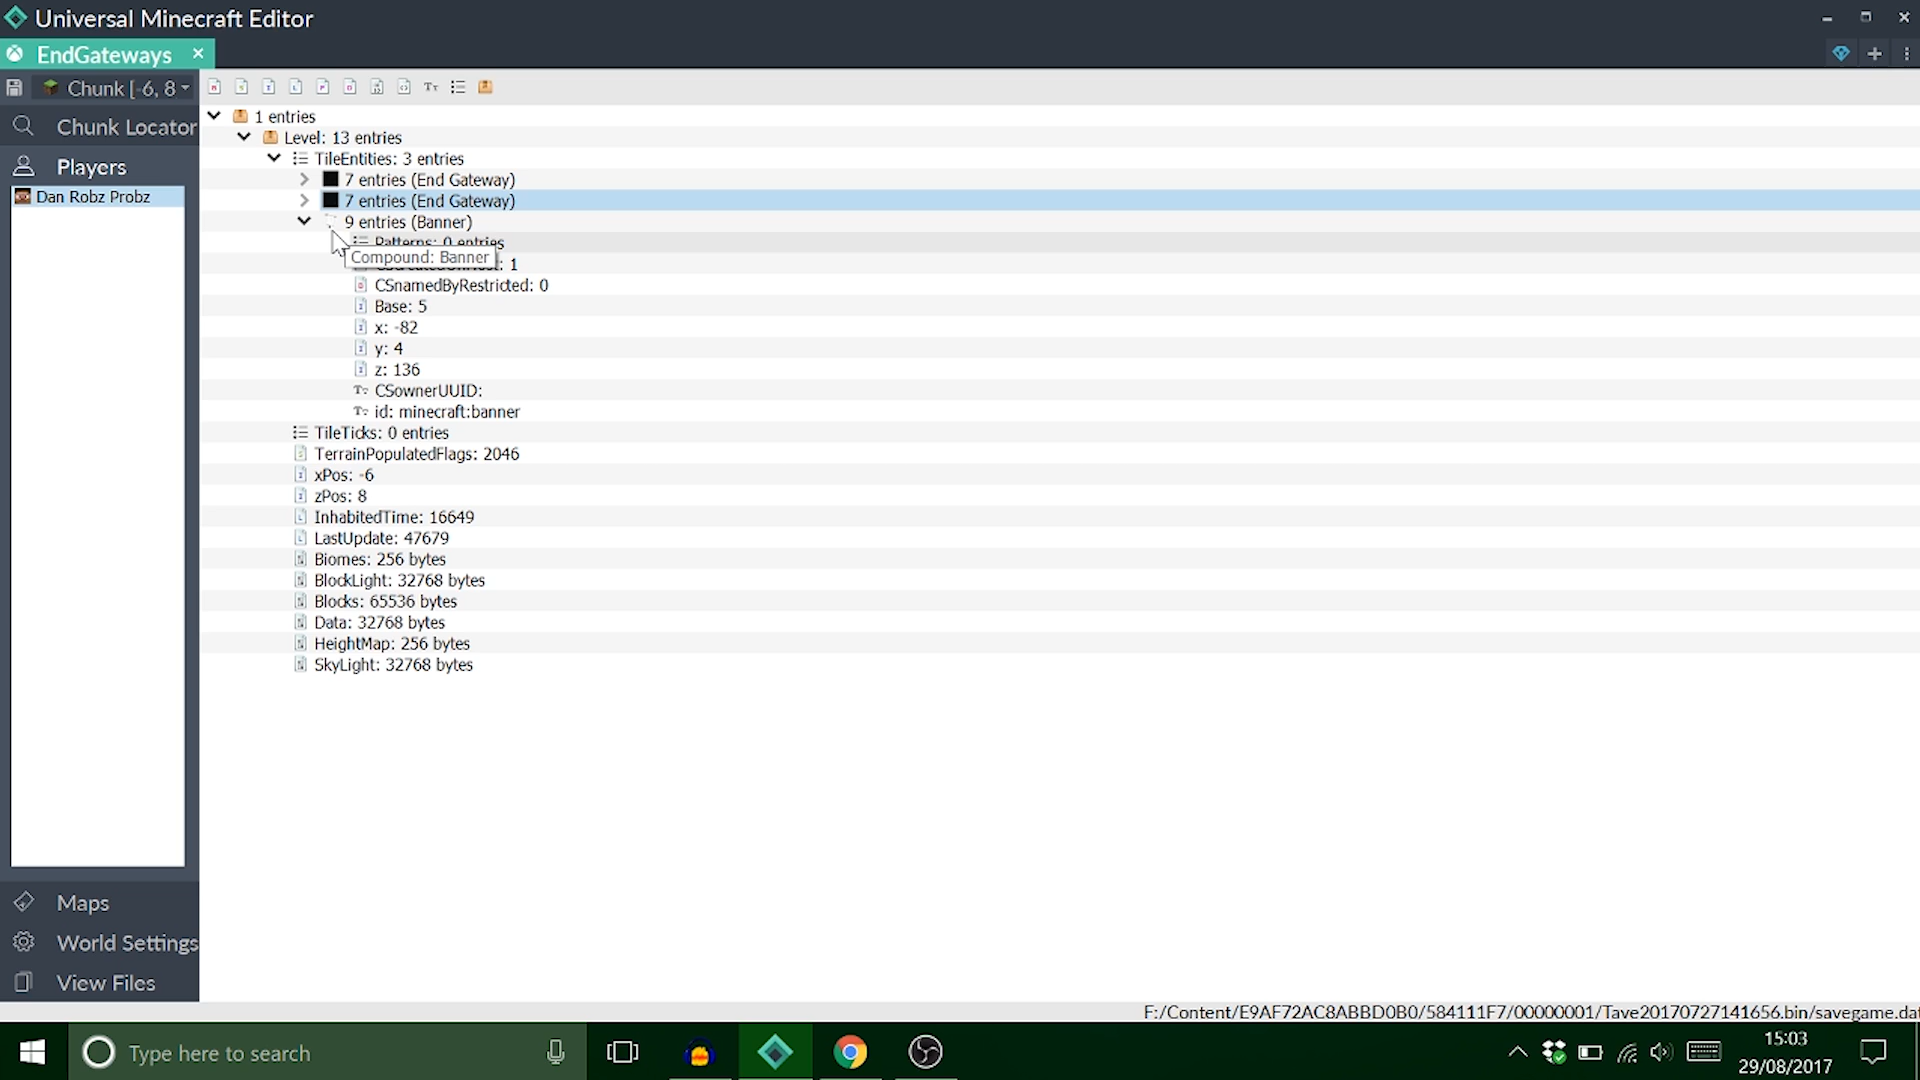 Universal Minecraft Editor
EndGateways
Chunk [-6, 8
Chunk Locator
Players
Dan Robz Probz
Maps
World Settings
View Files
1 entries
Level: 13 entries
TileEntities: 3 entries
7 entries (End Gateway)
7 entries (End Gateway)
9 entries (Banner)
Patterns: 0 entries
Compound: Banner
: 1
CSnamedByRestricted: 0
Base: 5
x: -82
y: 4
z: 136
CSownerUUID:
id: minecraft:banner
TileTicks: 0 entries
TerrainPopulatedFlags: 2046
xPos: -6
zPos: 8
InhabitedTime: 16649
LastUpdate: 47679
Biomes: 256 bytes
BlockLight: 32768 bytes
Blocks: 65536 bytes
Data: 32768 bytes
HeightMap: 256 bytes
SkyLight: 32768 bytes
F:/Content/E9AF72AC8ABBD0B0/584111F7/00000001/Tave20170727141656.bin/savegame.dat
Type here to search
15:03
29/08/2017